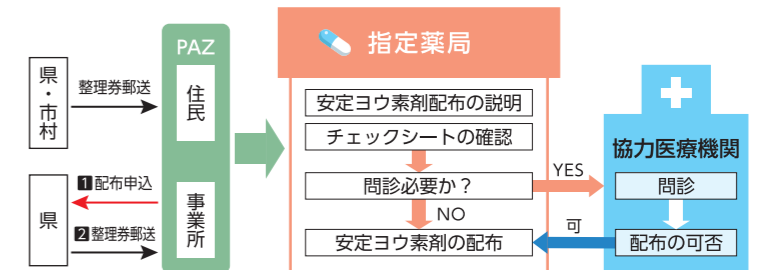 県・市村
整理券郵送
PAZ
住民
県
1配布申込
2整理券郵送
事業所
指定薬局
安定ヨウ素剤配布の説明
チェックシートの確認
問診必要か？
YES
NO
安定ヨウ素剤の配布
協力医療機関
問診
可
配布の可否